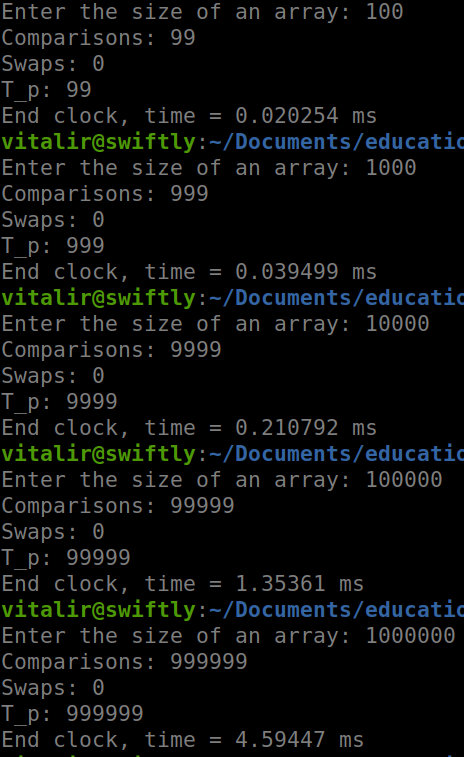 Enter the size of an array: 100
Comparisons: 99
Swaps: 0
T_p: 99
End clock, time = 0.020254 ms
vitalir@swiftly:~/Documents/educatio
Enter the size of an array: 1000
Comparisons: 999
Swaps: 0
T_p: 999
End clock, time = 0.039499 ms
vitalir@swiftly:~/Documents/educatio
Enter the size of an array: 10000
Comparisons: 9999
Swaps: 0
T_p: 9999
End clock, time = 0.210792 ms
vitalir@swiftly:~/Documents/educatio
Enter the size of an array: 100000
Comparisons: 99999
Swaps: 0
T_p: 99999
End clock, time = 1.35361 ms
vitalir@swiftly:~/Documents/educatio
Enter the size of an array: 1000000
Comparisons: 999999
Swaps: 0
T_p: 999999
End clock, time = 4.59447 ms